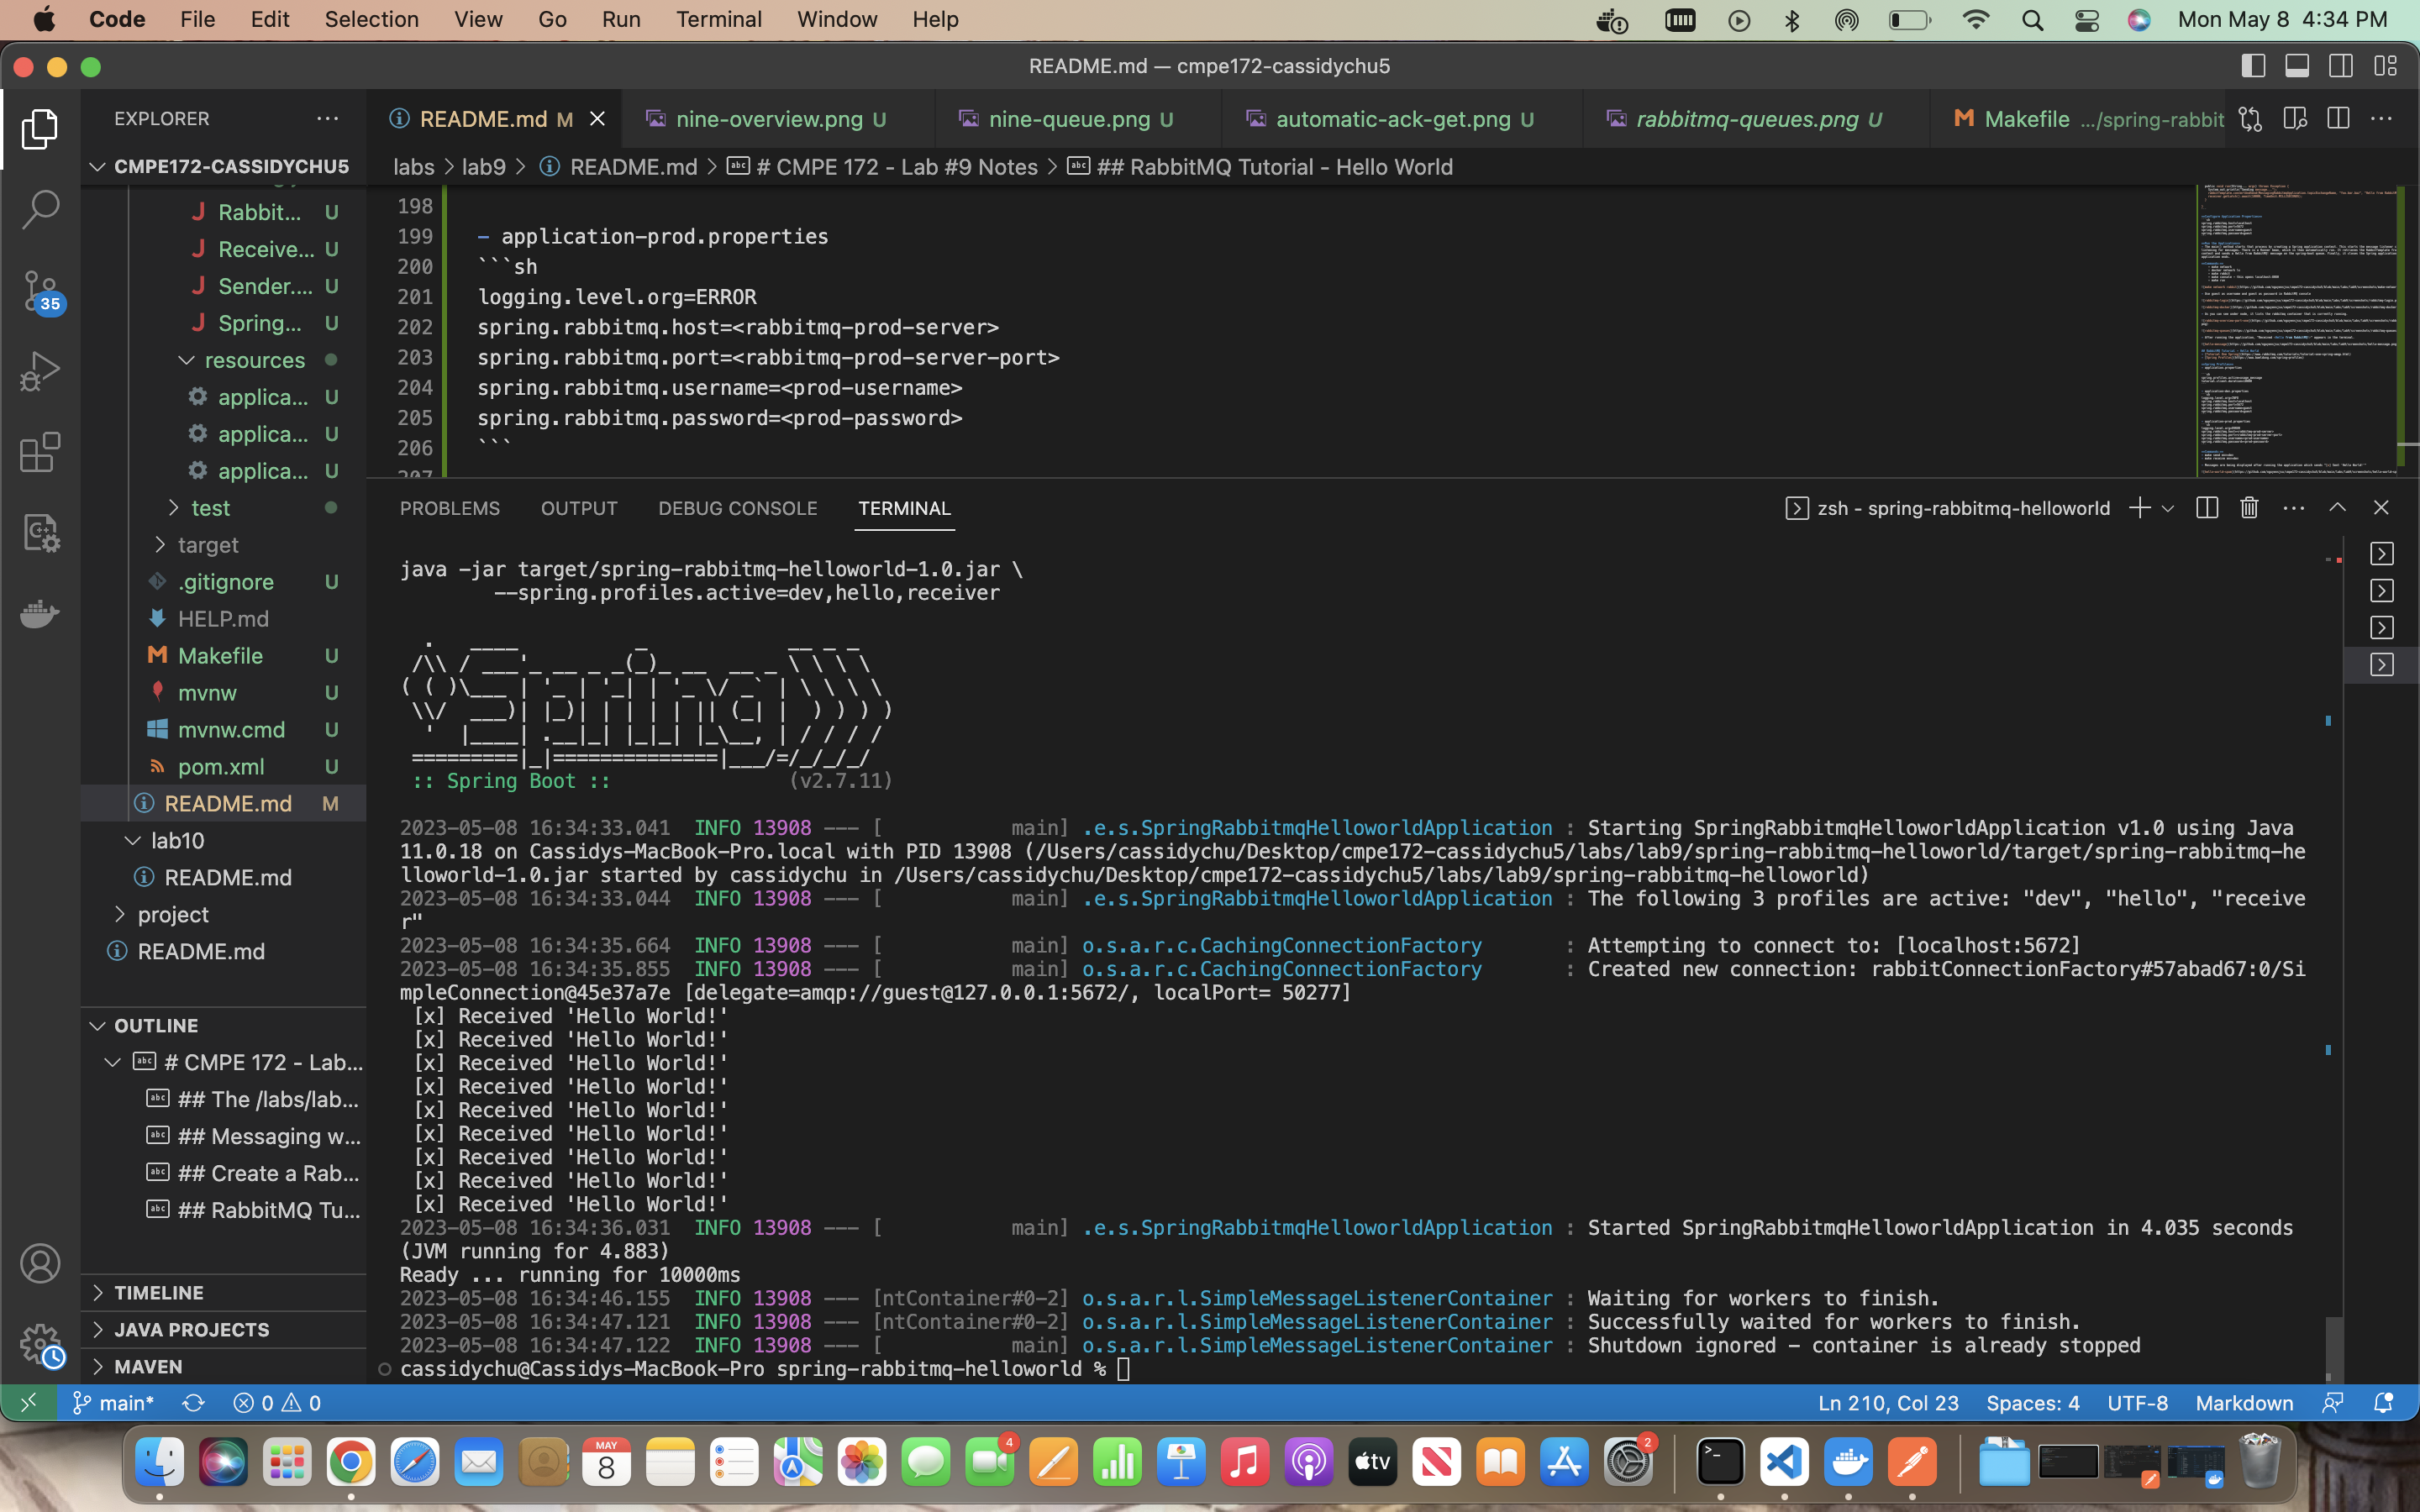 Code File Edit Selection View Go Run Terminal Window Help Mon May 8 4:34 PM
README.md — cmpe172-cassidychu5
EXPLORER ···
README.md M
nine-overview.png U
nine-queue.png U
automatic-ack-get.png U
rabbitmq-queues.png U
Makefile .../spring-rabbit
CMPE172-CASSIDYCHU5
labs > lab9 > README.md > # CMPE 172 - Lab #9 Notes > ## RabbitMQ Tutorial - Hello World
Rabbit... U
Receive... U
Sender.... U
Spring... U
resources
applica... U
applica... U
applica... U
test
target
.gitignore U
HELP.md
Makefile U
mvnw U
mvnw.cmd U
pom.xml U
README.md M
lab10
README.md
project
README.md
OUTLINE
# CMPE 172 - Lab...
## The /labs/lab...
## Messaging w...
## Create a Rab...
## RabbitMQ Tu...
TIMELINE
JAVA PROJECTS
MAVEN
35
198
199 - application-prod.properties
200 ```sh
201 logging.level.org=ERROR
202 spring.rabbitmq.host=<rabbitmq-prod-server>
203 spring.rabbitmq.port=<rabbitmq-prod-server-port>
204 spring.rabbitmq.username=<prod-username>
205 spring.rabbitmq.password=<prod-password>
206 ```
207
PROBLEMS OUTPUT DEBUG CONSOLE TERMINAL
zsh - spring-rabbitmq-helloworld
java -jar target/spring-rabbitmq-helloworld-1.0.jar \
--spring.profiles.active=dev,hello,receiver
Spring
:: Spring Boot :: (v2.7.11)
2023-05-08 16:34:33.041 INFO 13908 --- [ main] .e.s.SpringRabbitmqHelloworldApplication : Starting SpringRabbitmqHelloworldApplication v1.0 using Java
11.0.18 on Cassidys-MacBook-Pro.local with PID 13908 (/Users/cassidychu/Desktop/cmpe172-cassidychu5/labs/lab9/spring-rabbitmq-helloworld/target/spring-rabbitmq-he
lloworld-1.0.jar started by cassidychu in /Users/cassidychu/Desktop/cmpe172-cassidychu5/labs/lab9/spring-rabbitmq-helloworld)
2023-05-08 16:34:33.044 INFO 13908 --- [ main] .e.s.SpringRabbitmqHelloworldApplication : The following 3 profiles are active: "dev", "hello", "receive
r"
2023-05-08 16:34:35.664 INFO 13908 --- [ main] o.s.a.r.c.CachingConnectionFactory : Attempting to connect to: [localhost:5672]
2023-05-08 16:34:35.855 INFO 13908 --- [ main] o.s.a.r.c.CachingConnectionFactory : Created new connection: rabbitConnectionFactory#57abad67:0/Si
mpleConnection@45e37a7e [delegate=amqp://guest@127.0.0.1:5672/, localPort= 50277]
[x] Received 'Hello World!'
[x] Received 'Hello World!'
[x] Received 'Hello World!'
[x] Received 'Hello World!'
[x] Received 'Hello World!'
[x] Received 'Hello World!'
[x] Received 'Hello World!'
[x] Received 'Hello World!'
[x] Received 'Hello World!'
2023-05-08 16:34:36.031 INFO 13908 --- [ main] .e.s.SpringRabbitmqHelloworldApplication : Started SpringRabbitmqHelloworldApplication in 4.035 seconds
(JVM running for 4.883)
Ready ... running for 10000ms
2023-05-08 16:34:46.155 INFO 13908 --- [ntContainer#0-2] o.s.a.r.l.SimpleMessageListenerContainer : Waiting for workers to finish.
2023-05-08 16:34:47.121 INFO 13908 --- [ntContainer#0-2] o.s.a.r.l.SimpleMessageListenerContainer : Successfully waited for workers to finish.
2023-05-08 16:34:47.122 INFO 13908 --- [ main] o.s.a.r.l.SimpleMessageListenerContainer : Shutdown ignored - container is already stopped
cassidychu@Cassidys-MacBook-Pro spring-rabbitmq-helloworld %
main* 0 0 Ln 210, Col 23 Spaces: 4 UTF-8 Markdown
MAY
8
4
tv
2